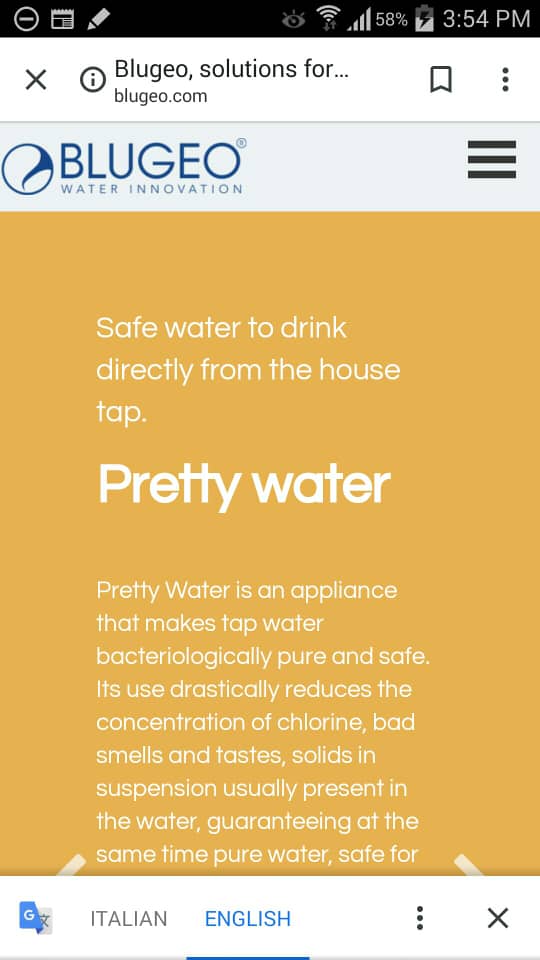 58% 3:54 PM
Blugeo, solutions for...
blugeo.com
BLUGEO®
WATER INNOVATION
Safe water to drink
directly from the house
tap.
Pretty water
Pretty Water is an appliance
that makes tap water
bacteriologically pure and safe.
Its use drastically reduces the
concentration of chlorine, bad
smells and tastes, solids in
suspension usually present in
the water, guaranteeing at the
same time pure water, safe for
G 文 ITALIAN ENGLISH